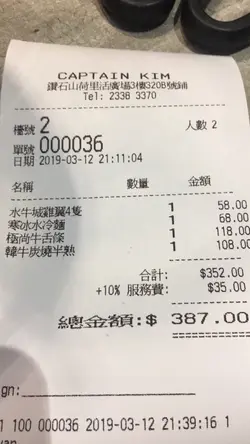 CAPTAIN KIM
鑽石山荷里活廣場3樓320B號鋪
Tel: 2338 3370
檯號 2 人數 2
單號 000036
日期 2019-03-12 21:11:04
名稱 數量 金額
水牛城雞翼4隻 1 58.00
寒冰水冷麵 1 68.00
極尚牛舌條 1 118.00
韓牛炭燒半熟 1 108.00
合計: $352.00
+10% 服務費: $35.00
總金額:$ 387.00
ign:
1 100 000036 2019-03-12 21:39:16 1